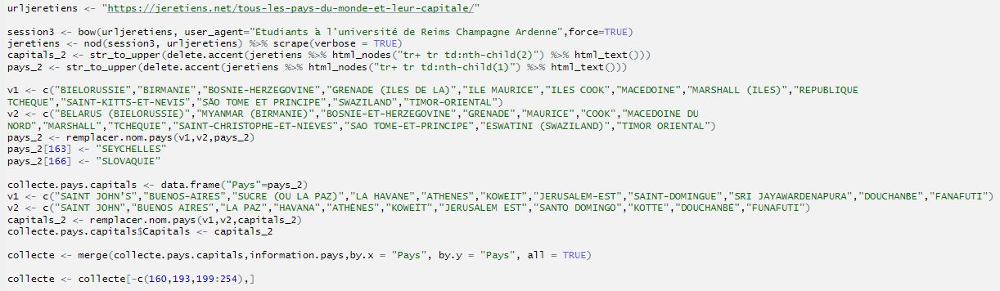 urljeretiens <- "https://jeretiens.net/tous-les-pays-du-monde-et-leur-capitale/"
session3 <- bow(urljeretiens, user_agent="Étudiants à l'université de Reims Champagne Ardenne",force=TRUE)
jeretiens <- nod(session3, urljeretiens) %>% scrape(verbose = TRUE)
capitals_2 <- str_to_upper(delete.accent(jeretiens %>% html_nodes("tr+ tr td:nth-child(2)") %>% html_text()))
pays_2 <- str_to_upper(delete.accent(jeretiens %>% html_nodes("tr+ tr td:nth-child(1)") %>% html_text()))
v1 <- c("BIELORUSSIE","BIRMANIE","BOSNIE-HERZEGOVINE","GRENADE (ILES DE LA)","ILE MAURICE","ILES COOK","MACEDOINE","MARSHALL (ILES)","REPUBLIQUE
TCHEQUE","SAINT-KITTS-ET-NEVIS","SÃO TOME ET PRINCIPE","SWAZILAND","TIMOR-ORIENTAL")
v2 <- c("BELARUS (BIELORUSSIE)","MYANMAR (BIRMANIE)","BOSNIE-ET-HERZEGOVINE","GRENADE","MAURICE","COOK","MACEDOINE DU
NORD","MARSHALL","TCHEQUIE","SAINT-CHRISTOPHE-ET-NIEVES","SAO TOME-ET-PRINCIPE","ESWATINI (SWAZILAND)","TIMOR ORIENTAL")
pays_2 <- remplacer.nom.pays(v1,v2,pays_2)
pays_2[163] <- "SEYCHELLES"
pays_2[166] <- "SLOVAQUIE"
collecte.pays.capitals <- data.frame("Pays"=pays_2)
v1 <- c("SAINT JOHN'S","BUENOS-AIRES","SUCRE (OU LA PAZ)","LA HAVANE","ATHENES","KOWEIT","JERUSALEM-EST","SAINT-DOMINGUE","SRI JAYAWARDENAPURA","DOUCHANBE","FANAFUTI")
v2 <- c("SAINT JOHN","BUENOS AIRES","LA PAZ","HAVANA","ATHÈNES","KOWEÏT","JERUSALEM EST","SANTO DOMINGO","KOTTE","DOUCHANBÉ","FUNAFUTI")
capitals_2 <- remplacer.nom.pays(v1,v2,capitals_2)
collecte.pays.capitals$Capitals <- capitals_2
collecte <- merge(collecte.pays.capitals,information.pays,by.x = "Pays", by.y = "Pays", all = TRUE)
collecte <- collecte[-c(160,193,199:254),]